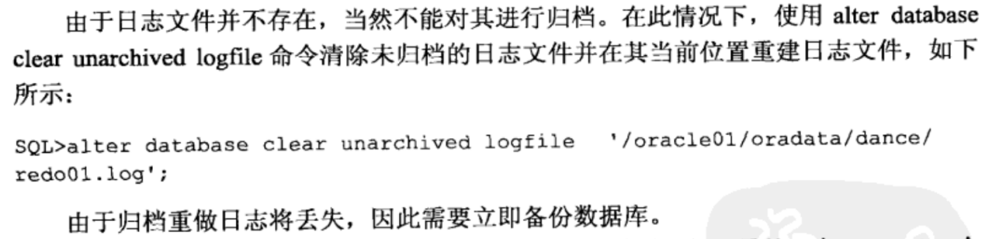 由于日志文件并不存在，当然不能对其进行归档。在此情况下，使用 alter database
clear unarchived logfile 命令清除未归档的日志文件并在其当前位置重建日志文件，如下
所示：
SQL>alter database clear unarchived logfile '/oracle01/oradata/dance/
redo01.log';
由于归档重做日志将丢失，因此需要立即备份数据库。